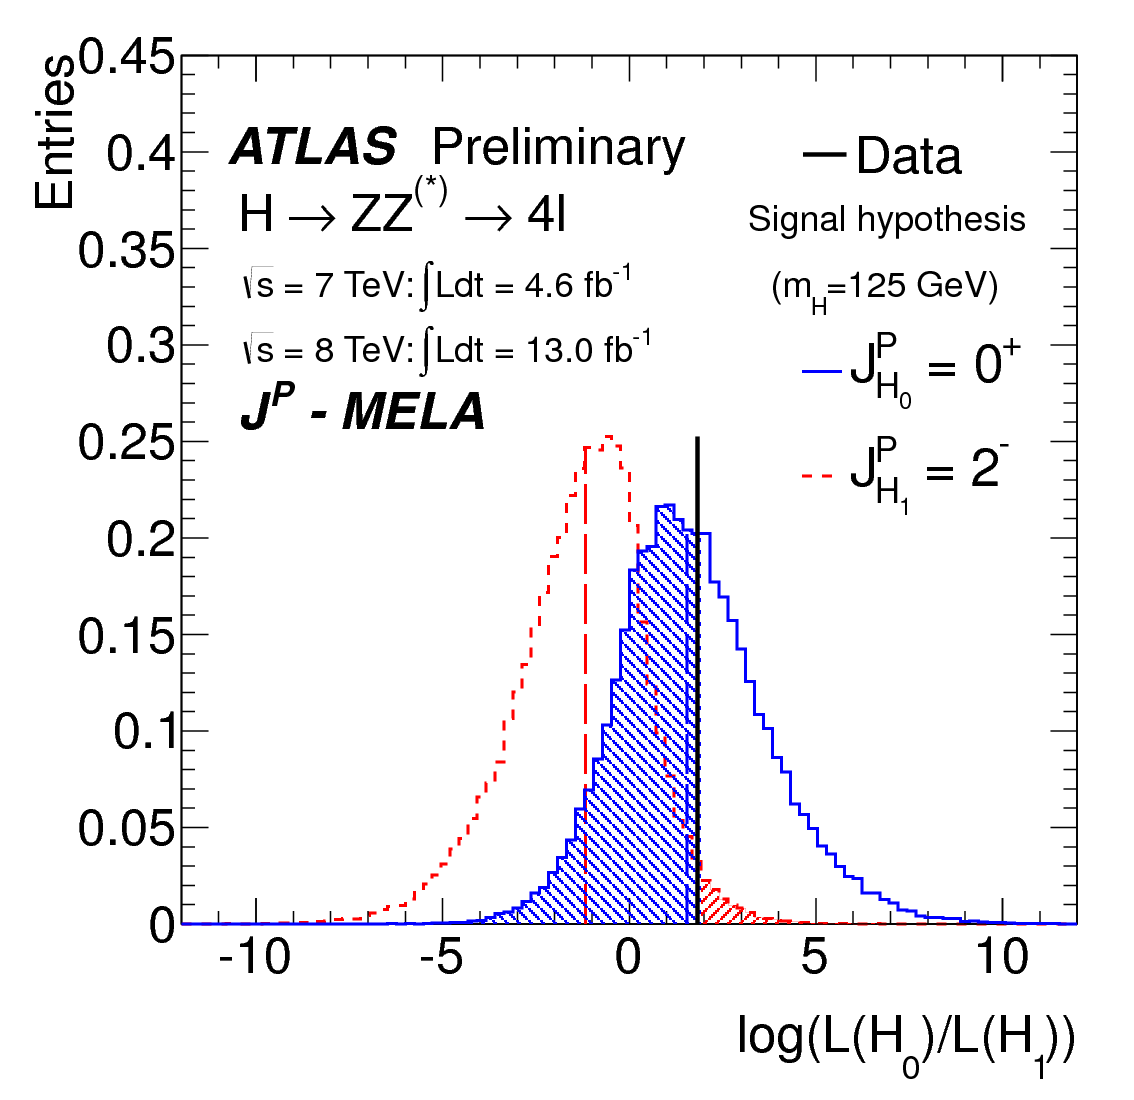 Entries
0.45
0.4
0.35
0.3
0.25
0.2
0.15
0.1
0.05
0
ATLAS Preliminary
H → ZZ(*) → 4l
√s = 7 TeV: ∫Ldt = 4.6 fb-1
√s = 8 TeV: ∫Ldt = 13.0 fb-1
JP - MELA
Data
Signal hypothesis
(mH=125 GeV)
JPH0 = 0+
JPH1 = 2-
-10 -5 0 5 10
log(L(H0)/L(H1))